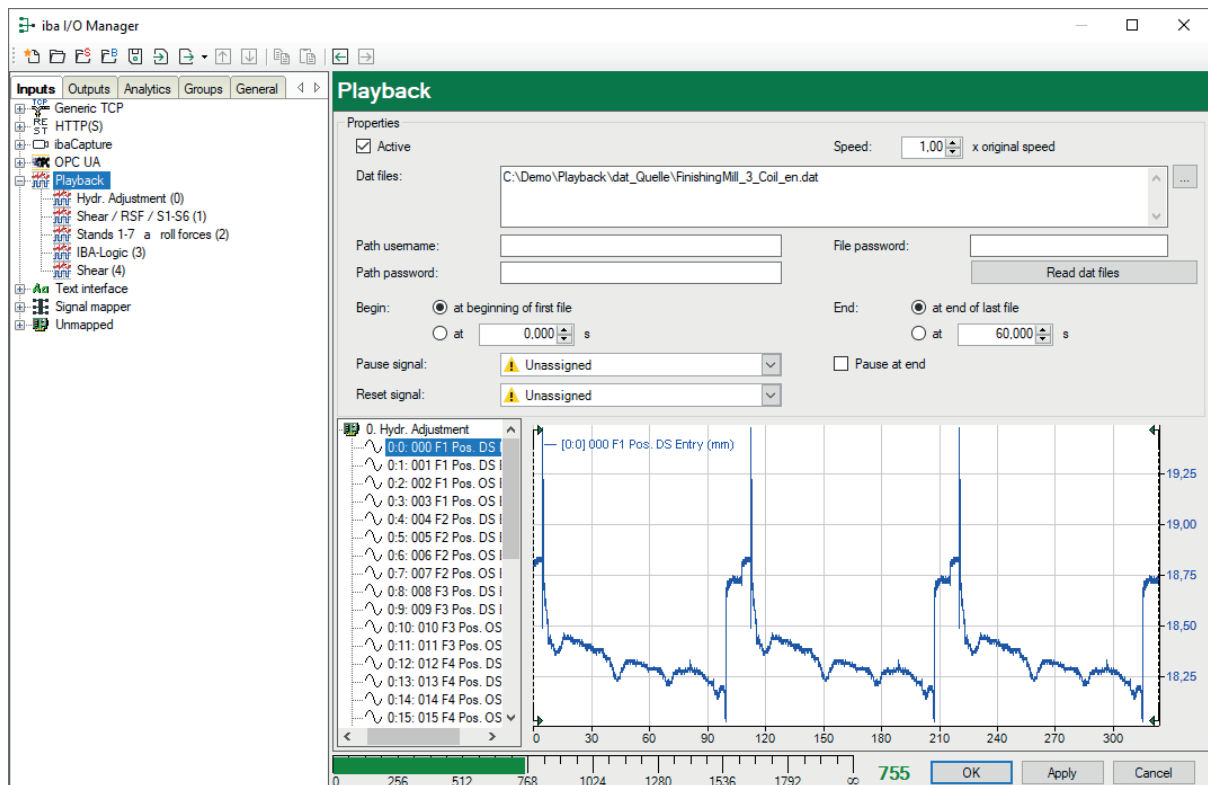 iba I/O Manager
Inputs Outputs Analytics Groups General
TCP Generic TCP
REST HTTP(S)
ibaCapture
OPC UA
Playback
Hydr. Adjustment (0)
Shear / RSF / S1-S6 (1)
Stands 1-7 a roll forces (2)
IBA-Logic (3)
Shear (4)
Text interface
Signal mapper
Unmapped
Playback
Properties
Active
Speed: 1,00 x original speed
Dat files: C:\Demo\Playback\dat_Quelle\FinishingMill_3_Coil_en.dat
...
Path username:
File password:
Path password:
Read dat files
Begin: at beginning of first file
End: at end of last file
at 0,000 s
at 60,000 s
Pause signal: Unassigned
Pause at end
Reset signal: Unassigned
0. Hydr. Adjustment
0:0: 000 F1 Pos. DS
0:1: 001 F1 Pos. DS
0:2: 002 F1 Pos. OS
0:3: 003 F1 Pos. OS
0:4: 004 F2 Pos. DS
0:5: 005 F2 Pos. DS
0:6: 006 F2 Pos. OS
0:7: 007 F2 Pos. OS
0:8: 008 F3 Pos. DS
0:9: 009 F3 Pos. DS
0:10: 010 F3 Pos. OS
0:11: 011 F3 Pos. OS
0:12: 012 F4 Pos. DS
0:13: 013 F4 Pos. DS
0:14: 014 F4 Pos. OS
0:15: 015 F4 Pos. OS
[0:0] 000 F1 Pos. DS Entry (mm)
19,25
19,00
18,75
18,50
18,25
0 30 60 90 120 150 180 210 240 270 300
0 256 512 768 1024 1280 1536 1792 ∞
755
OK Apply Cancel